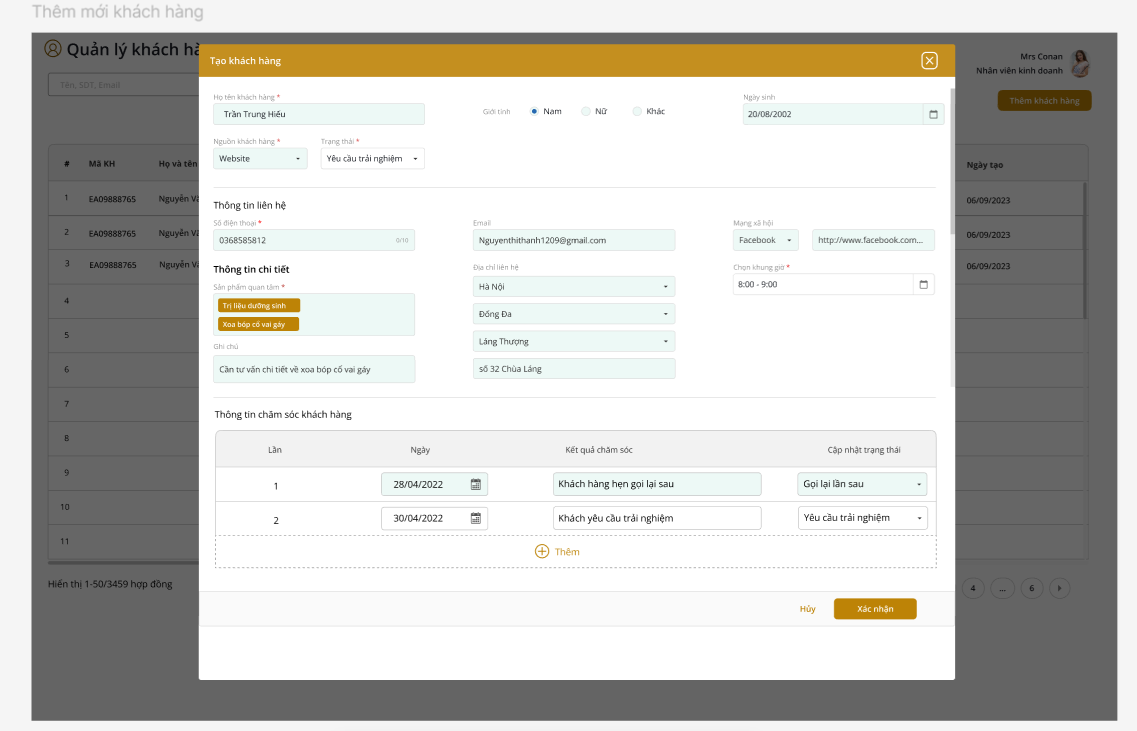 Thêm mới khách hàng
Quản lý khách hà
Mrs Conan
Nhân viên kinh doanh
Tên, SDT, Email
Thêm khách hàng
# Mã KH Họ và tên Ngày tạo
1 EA09888765 Nguyễn Vă 06/09/2023
2 EA09888765 Nguyễn Vă 06/09/2023
3 EA09888765 Nguyễn Vă 06/09/2023
4
5
6
7
8
9
10
11
Hiển thị 1-50/3459 hợp đồng
4 ... 6
Tạo khách hàng
Họ tên khách hàng *
Trần Trung Hiếu
Giới tính Nam Nữ Khác
Ngày sinh
20/08/2002
Nguồn khách hàng * Trạng thái *
Website Yêu cầu trải nghiệm
Thông tin liên hệ
Số điện thoại * Email Mạng xã hội
0368585812 0/10 Nguyenthithanh1209@gmail.com Facebook http://www.facebook.com...
Thông tin chi tiết
Sản phẩm quan tâm *
Trị liệu dưỡng sinh
Xoa bóp cổ vai gáy
Ghi chú
Cần tư vấn chi tiết về xoa bóp cổ vai gáy
Địa chỉ liên hệ
Hà Nội
Đống Đa
Láng Thượng
số 32 Chùa Láng
Chọn khung giờ *
8:00 - 9:00
Thông tin chăm sóc khách hàng
Lần Ngày Kết quả chăm sóc Cập nhật trạng thái
1 28/04/2022 Khách hàng hẹn gọi lại sau Gọi lại lần sau
2 30/04/2022 Khách yêu cầu trải nghiệm Yêu cầu trải nghiệm
Thêm
Hủy Xác nhận